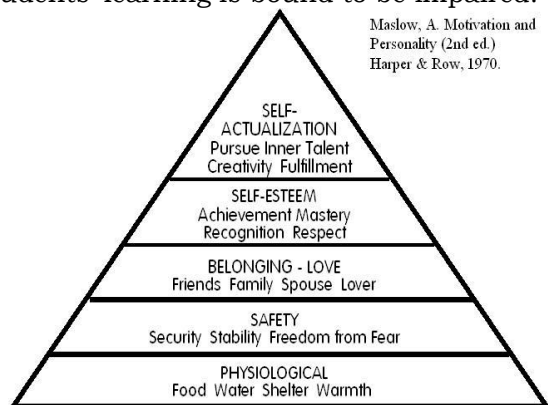 students' learning is bound to be impaired.
Maslow, A. Motivation and
Personality (2nd ed.)
Harper & Row, 1970.
SELF-
ACTUALIZATION
Pursue Inner Talent
Creativity Fulfillment
SELF-ESTEEM
Achievement Mastery
Recognition Respect
BELONGING - LOVE
Friends Family Spouse Lover
SAFETY
Security Stability Freedom from Fear
PHYSIOLOGICAL
Food Water Shelter Warmth